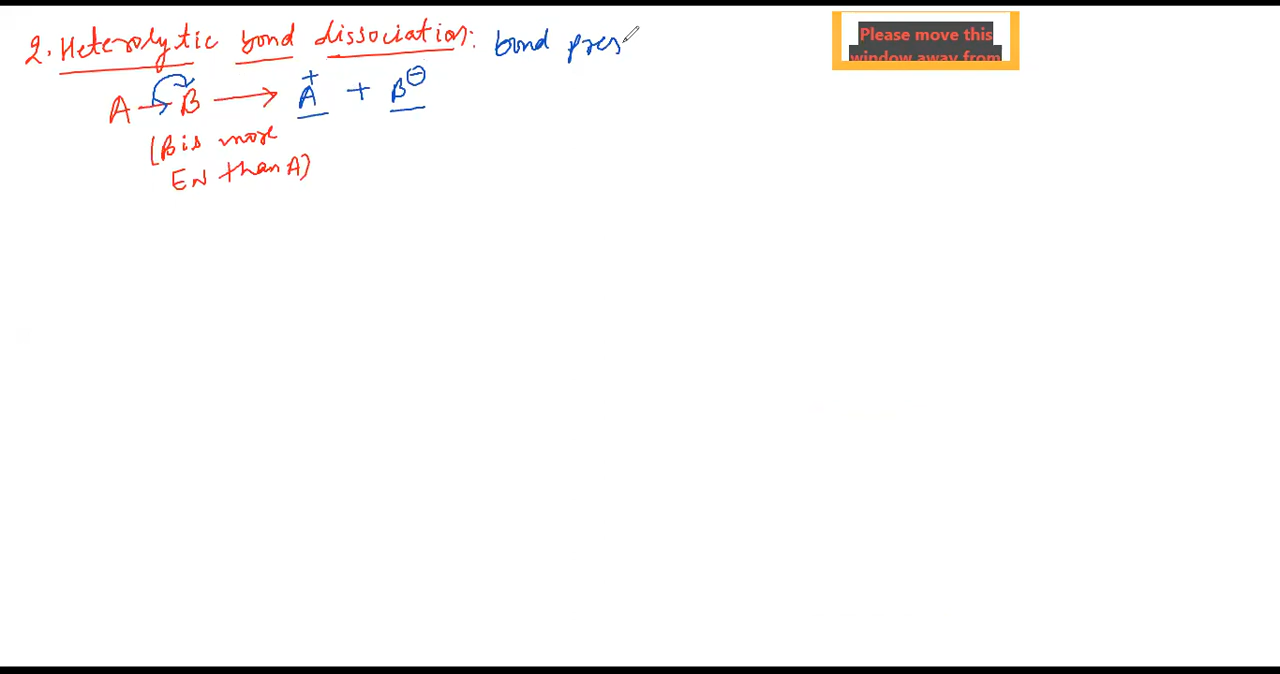 2. Heterolytic bond dissociation: bond pres
A → B ⟶ A⁺ + B⊖
(B is more
EN than A)
Please move this
window away from